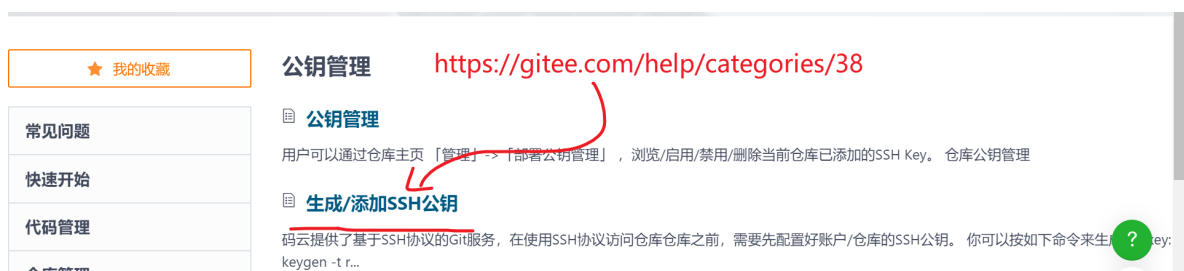 我的收藏
公钥管理
https://gitee.com/help/categories/38
常见问题
公钥管理
用户可以通过仓库主页 「管理」->「部署公钥管理」 ，浏览/启用/禁用/删除当前仓库已添加的SSH Key。 仓库公钥管理
快速开始
生成/添加SSH公钥
代码管理
码云提供了基于SSH协议的Git服务，在使用SSH协议访问仓库仓库之前，需要先配置好账户/仓库的SSH公钥。 你可以按如下命令来生 ? key:
keygen -t r...